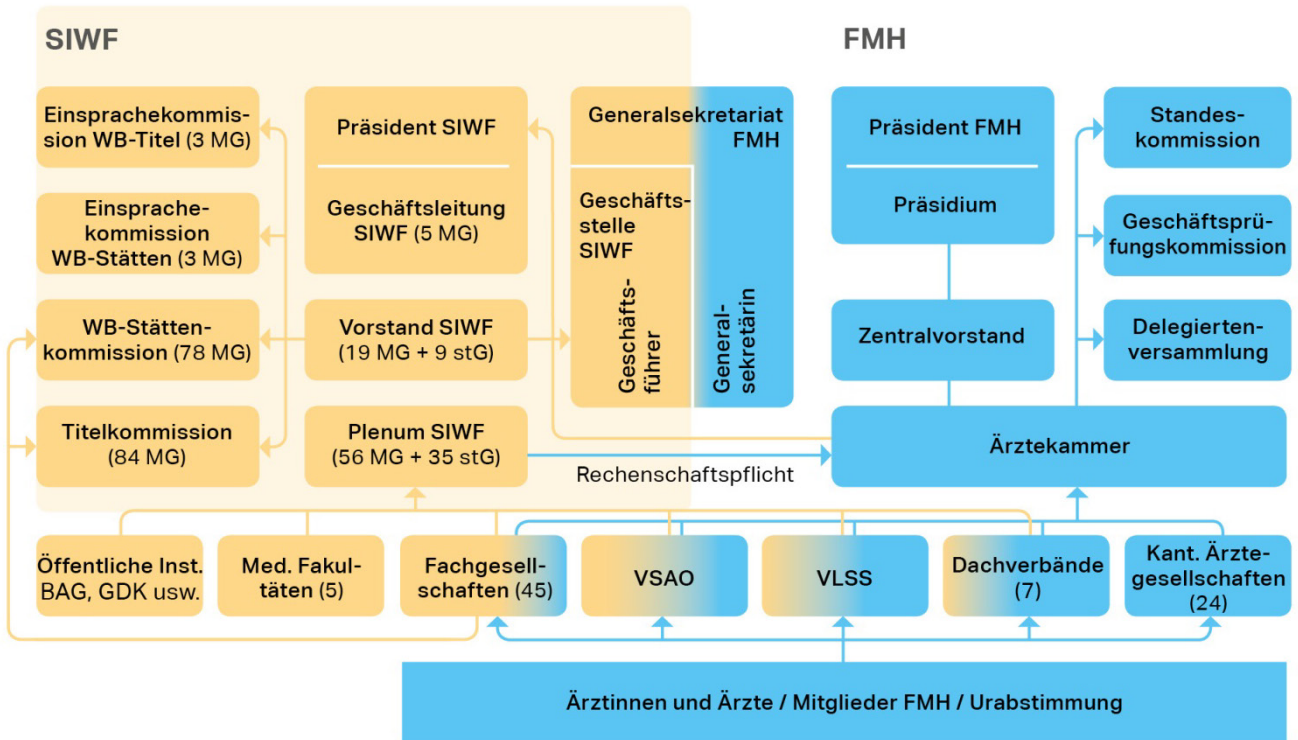 SIWF
FMH
Einsprachekommis-
sion WB-Titel (3 MG)
Einsprache-
kommission
WB-Stätten (3 MG)
WB-Stätten-
kommission (78 MG)
Titelkommission
(84 MG)
Präsident SIWF
Geschäftsleitung
SIWF (5 MG)
Vorstand SIWF
(19 MG + 9 stG)
Plenum SIWF
(56 MG + 35 stG)
Generalsekretariat
FMH
Geschäfts-
stelle
SIWF
Geschäfts-
führer
General-
sekretärin
Präsident FMH
Präsidium
Zentralvorstand
Ärztekammer
Standes-
kommission
Geschäftsprü-
fungskommission
Delegierten-
versammlung
Rechenschaftspflicht
Öffentliche Inst.
BAG, GDK usw.
Med. Fakul-
täten (5)
Fachgesell-
schaften (45)
VSAO
VLSS
Dachverbände
(7)
Kant. Ärzte-
gesellschaften
(24)
Ärztinnen und Ärzte / Mitglieder FMH / Urabstimmung